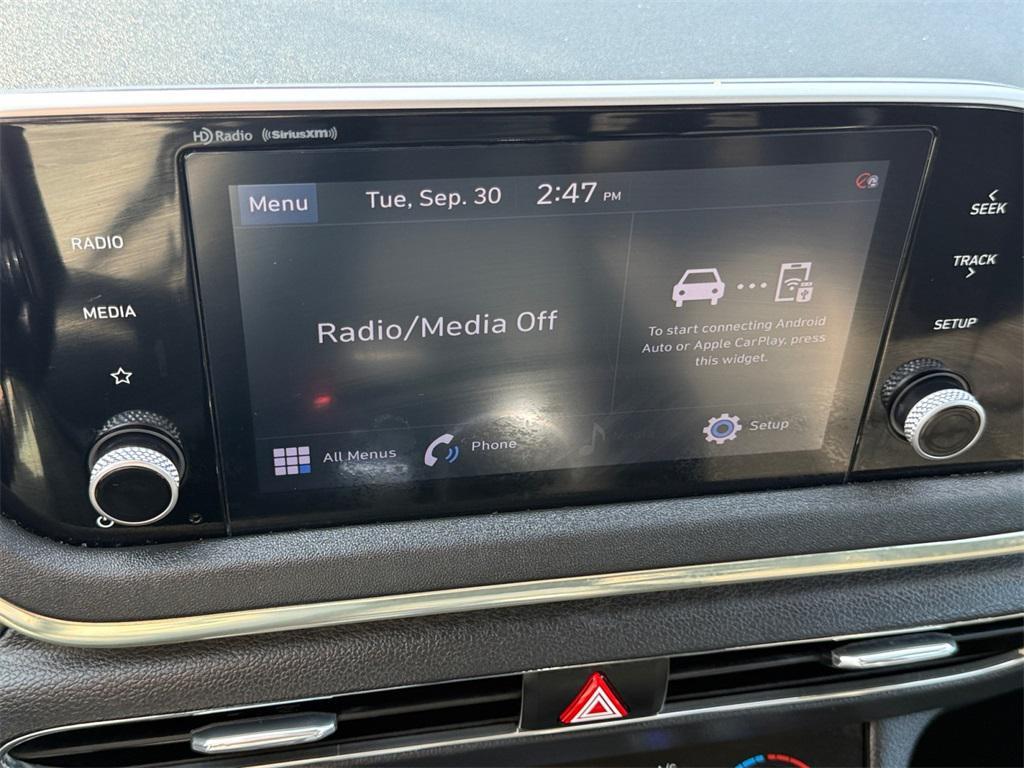 HD Radio ((SiriusXM))
Menu Tue, Sep. 30 2:47 PM
RADIO
MEDIA
Radio/Media Off
To start connecting Android
Auto or Apple CarPlay, press
this widget.
All Menus Phone Setup
< SEEK
TRACK >
SETUP